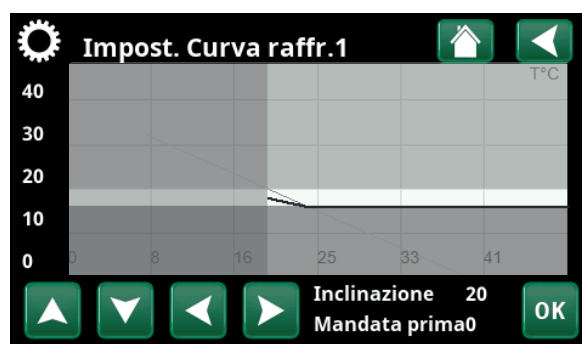 Impost. Curva raffr.1
T°C
40
30
20
10
0
0 8 16 25 33 41
Inclinazione 20
Mandata prima0
OK